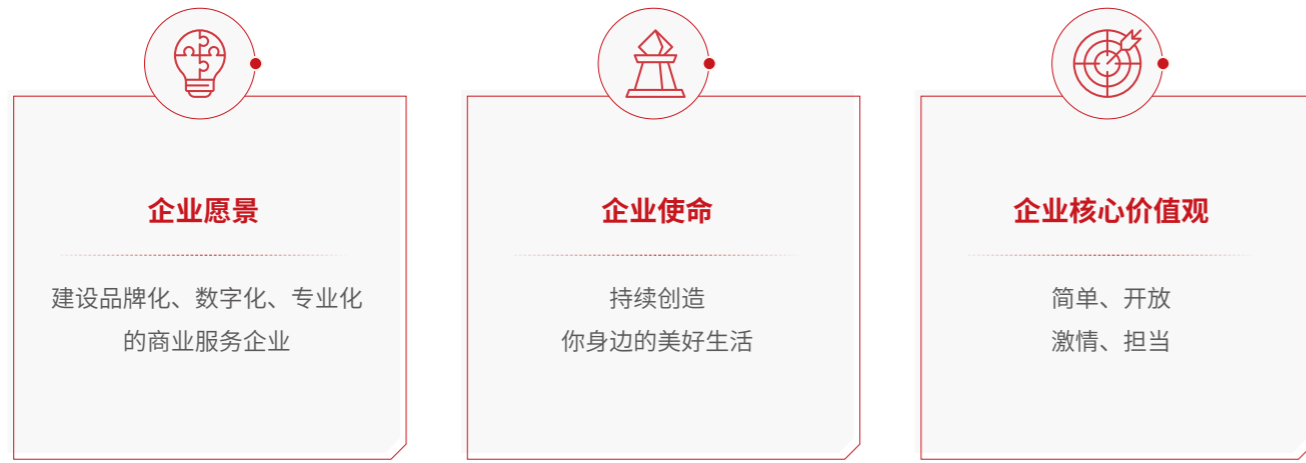 企业愿景
建设品牌化、数字化、专业化
的商业服务企业
企业使命
持续创造
你身边的美好生活
企业核心价值观
简单、开放
激情、担当